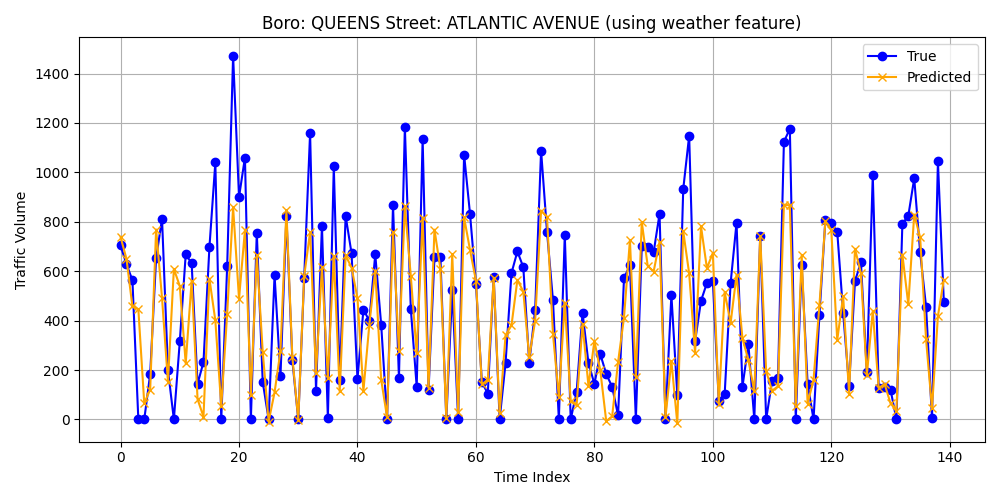 Boro: QUEENS Street: ATLANTIC AVENUE (using weather feature)
True
Predicted
Traffic Volume
1400
1200
1000
800
600
400
200
0
0 20 40 60 80 100 120 140
Time Index